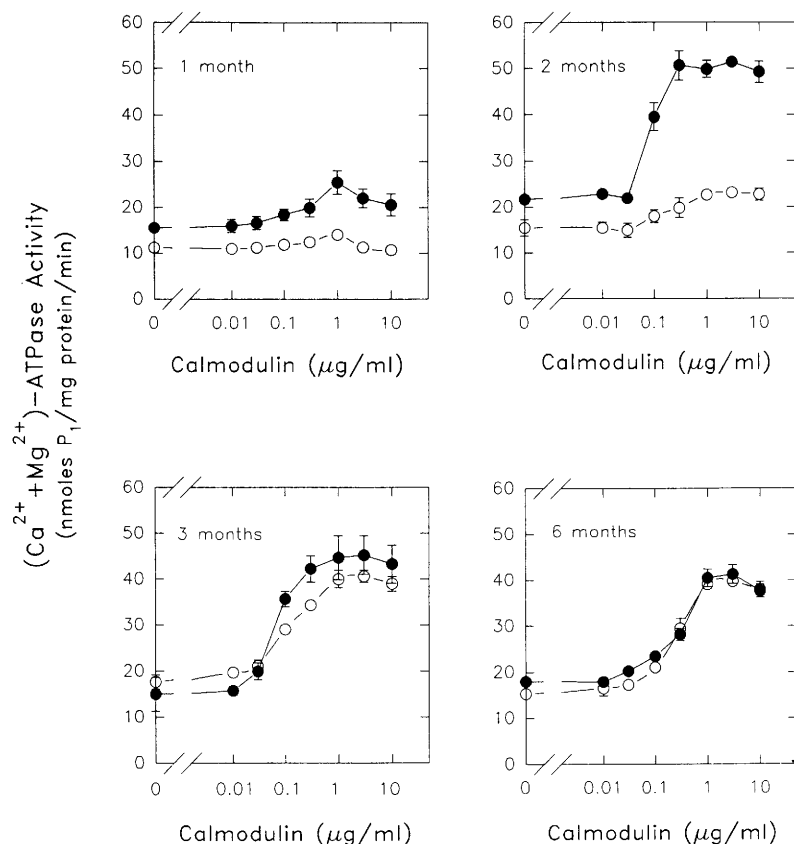 (Ca2+ +Mg2+)−ATPase Activity
(nmoles P1/mg protein/min)
60
50
40
30
20
10
0
1 month
0 0.01 0.1 1 10
Calmodulin (μg/ml)
60
50
40
30
20
10
0
2 months
0 0.01 0.1 1 10
Calmodulin (μg/ml)
60
50
40
30
20
10
0
3 months
0 0.01 0.1 1 10
Calmodulin (μg/ml)
60
50
40
30
20
10
0
6 months
0 0.01 0.1 1 10
Calmodulin (μg/ml)